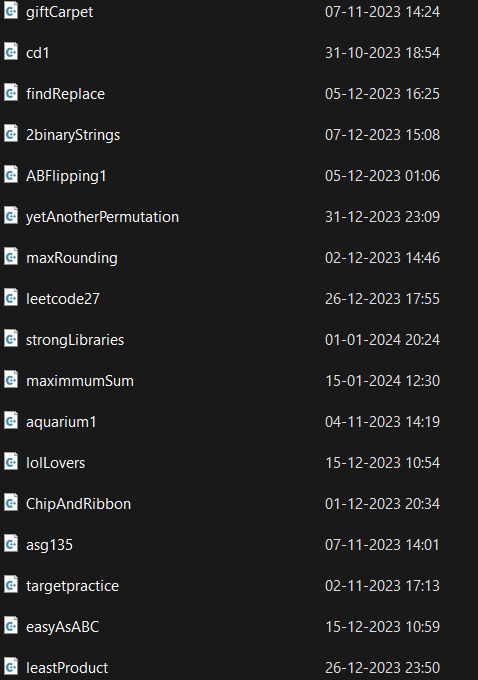 giftCarpet 07-11-2023 14:24
cd1 31-10-2023 18:54
findReplace 05-12-2023 16:25
2binaryStrings 07-12-2023 15:08
ABFlipping1 05-12-2023 01:06
yetAnotherPermutation 31-12-2023 23:09
maxRounding 02-12-2023 14:46
leetcode27 26-12-2023 17:55
strongLibraries 01-01-2024 20:24
maximmumSum 15-01-2024 12:30
aquarium1 04-11-2023 14:19
lolLovers 15-12-2023 10:54
ChipAndRibbon 01-12-2023 20:34
asg135 07-11-2023 14:01
targetpractice 02-11-2023 17:13
easyAsABC 15-12-2023 10:59
leastProduct 26-12-2023 23:50